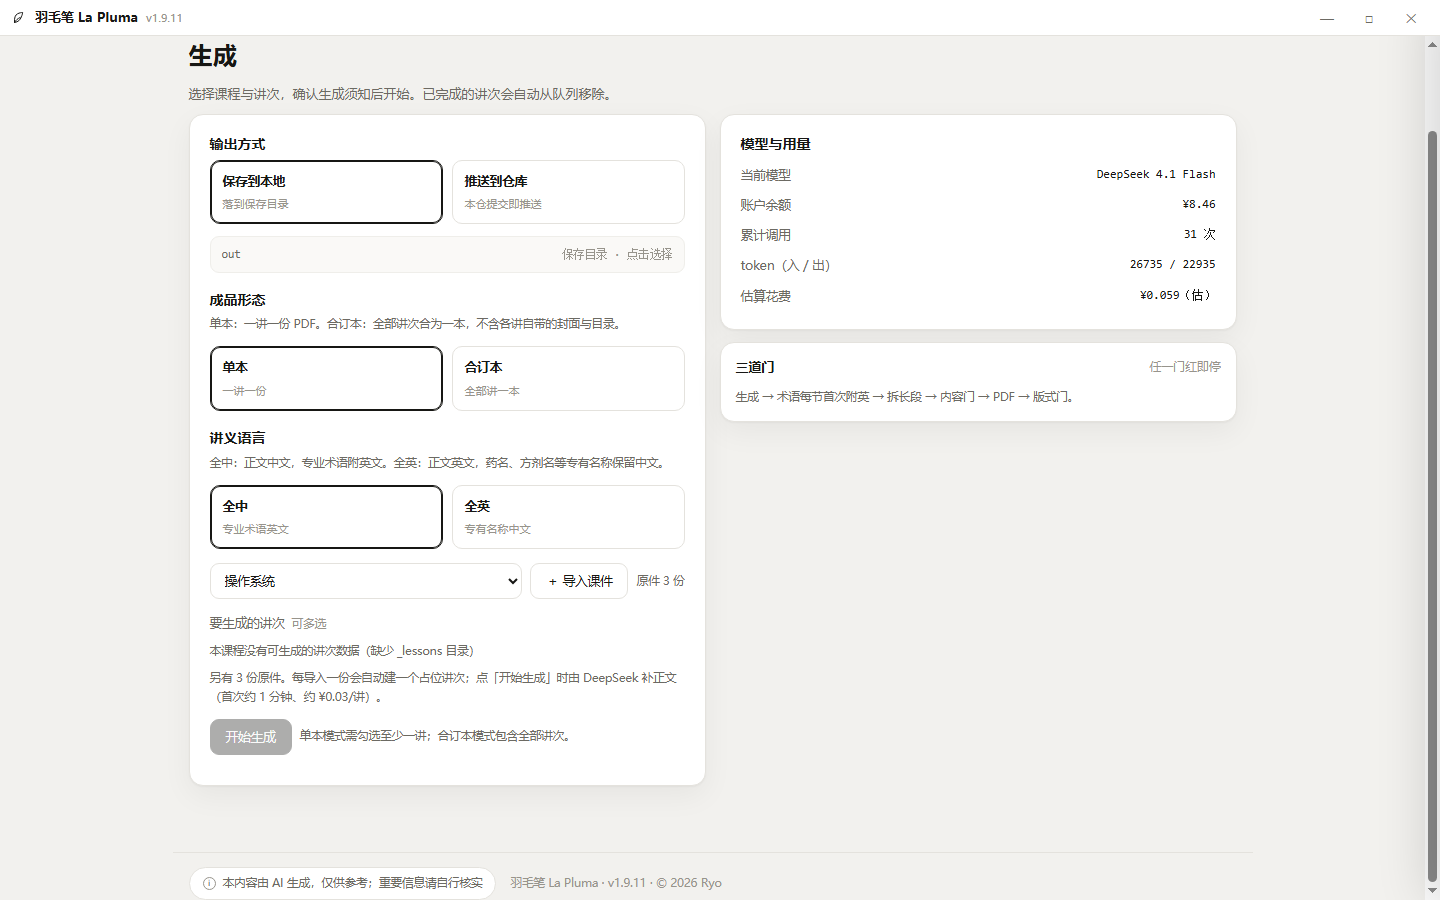 羽毛笔 La Pluma v1.9.11
生成
选择课程与讲次，确认生成须知后开始。已完成的讲次会自动从队列移除。
输出方式
保存到本地
落到保存目录
推送到仓库
本仓提交即推送
out
保存目录 · 点击选择
成品形态
单本：一讲一份 PDF。合订本：全部讲次合为一本，不含各讲自带的封面与目录。
单本
一讲一份
合订本
全部讲一本
讲义语言
全中：正文中文，专业术语附英文。全英：正文英文，药名、方剂名等专有名称保留中文。
全中
专业术语英文
全英
专有名称中文
操作系统
+ 导入课件
原件 3 份
要生成的讲次 可多选
本课程没有可生成的讲次数据（缺少 _lessons 目录）
另有 3 份原件。每导入一份会自动建一个占位讲次；点「开始生成」时由 DeepSeek 补正文
（首次约 1 分钟、约 ¥0.03/讲）。
开始生成
单本模式需勾选至少一讲；合订本模式包含全部讲次。
模型与用量
当前模型 DeepSeek 4.1 Flash
账户余额 ¥8.46
累计调用 31 次
token（入 / 出） 26735 / 22935
估算花费 ¥0.059（估）
三道门 任一门红即停
生成 → 术语每节首次附英 → 拆长段 → 内容门 → PDF → 版式门。
本内容由 AI 生成，仅供参考；重要信息请自行核实
羽毛笔 La Pluma · v1.9.11 · © 2026 Ryo